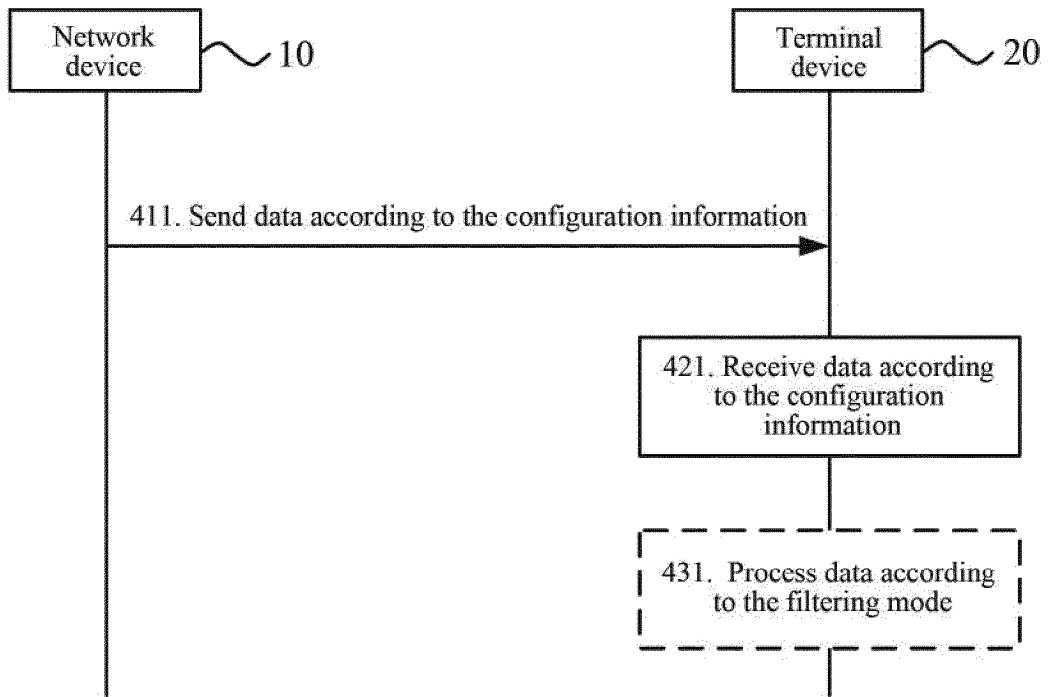 Network
device
10
Terminal
device
20
411. Send data according to the configuration information
421. Receive data according
to the configuration
information
431. Process data according
to the filtering mode